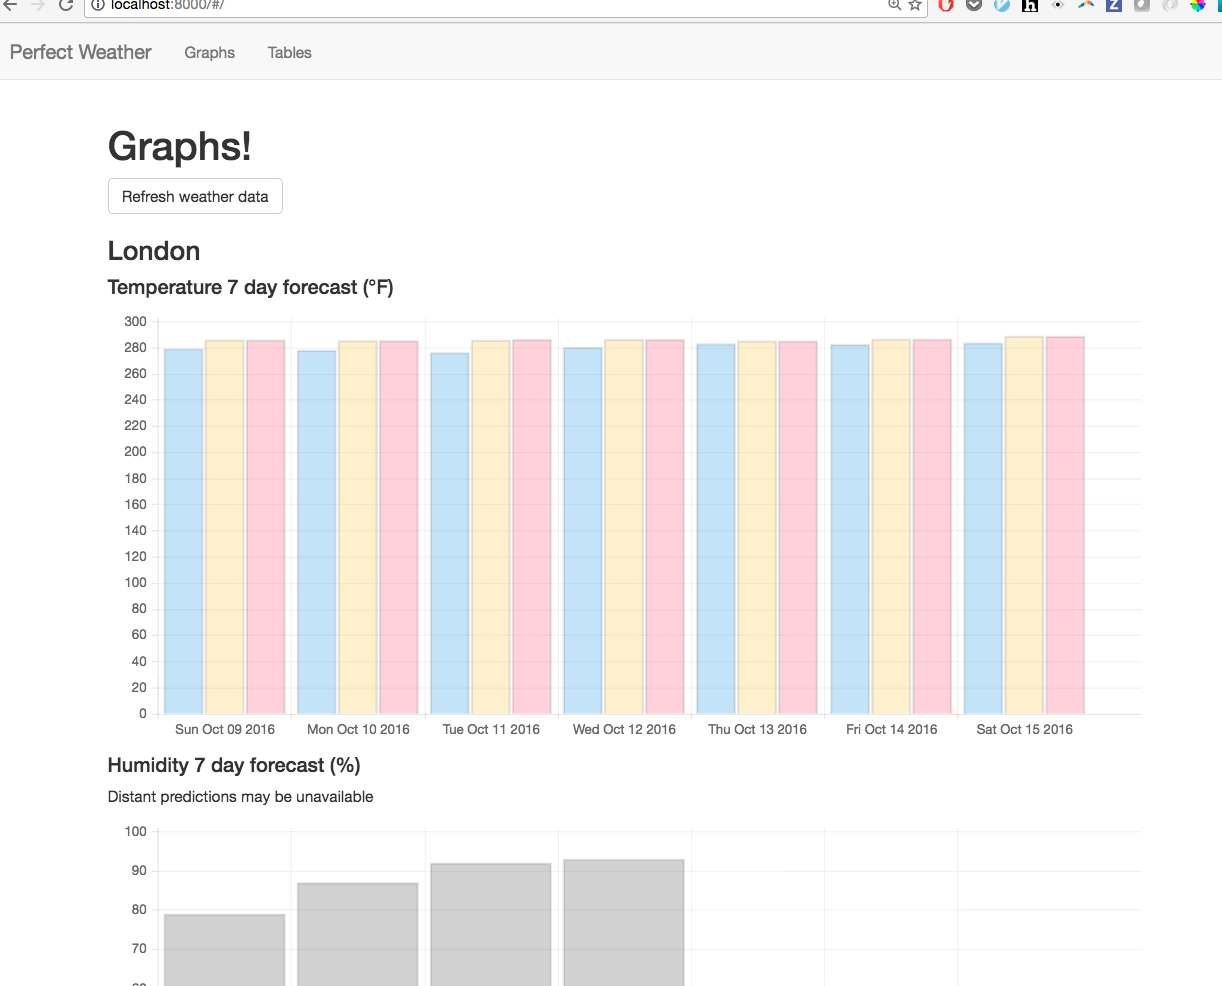 localhost:8000/#/
Perfect Weather Graphs Tables
Graphs!
Refresh weather data
London
Temperature 7 day forecast (°F)
300
280
260
240
220
200
180
160
140
120
100
80
60
40
20
0
Sun Oct 09 2016 Mon Oct 10 2016 Tue Oct 11 2016 Wed Oct 12 2016 Thu Oct 13 2016 Fri Oct 14 2016 Sat Oct 15 2016
Humidity 7 day forecast (%)
Distant predictions may be unavailable
100
90
80
70